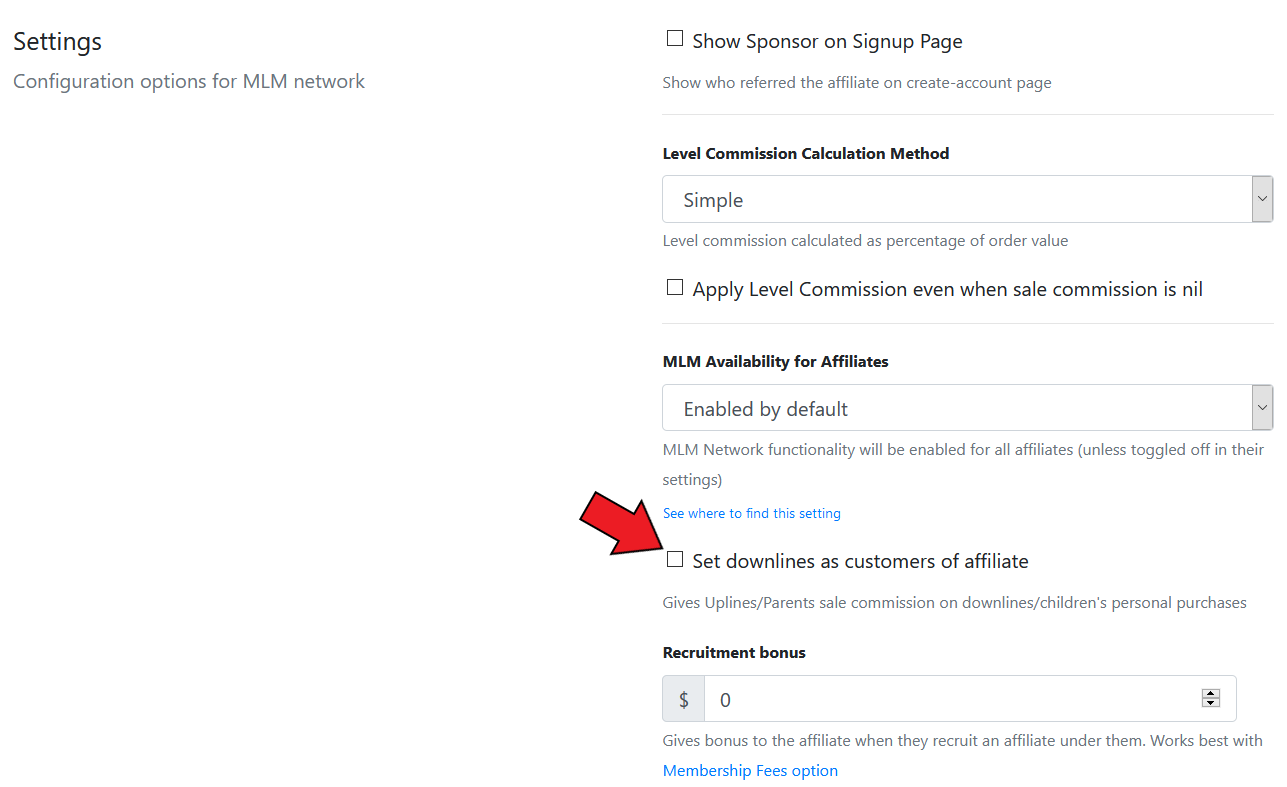 Settings
Configuration options for MLM network
Show Sponsor on Signup Page
Show who referred the affiliate on create-account page
Level Commission Calculation Method
Simple
Level commission calculated as percentage of order value
Apply Level Commission even when sale commission is nil
MLM Availability for Affiliates
Enabled by default
MLM Network functionality will be enabled for all affiliates (unless toggled off in their
settings)
See where to find this setting
Set downlines as customers of affiliate
Gives Uplines/Parents sale commission on downlines/children's personal purchases
Recruitment bonus
$ 0
Gives bonus to the affiliate when they recruit an affiliate under them. Works best with
Membership Fees option